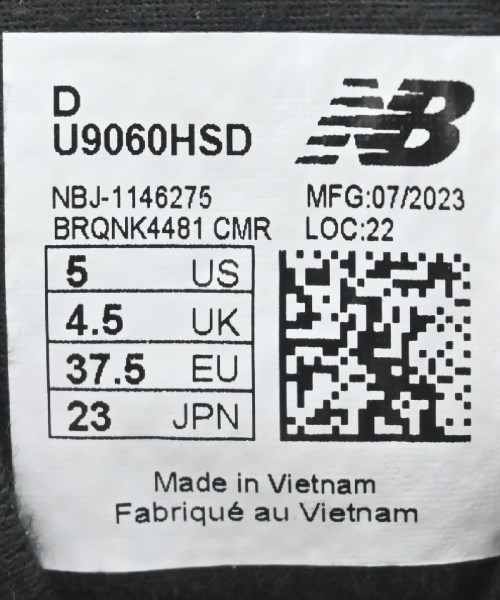 D
U9060HSD
NB
NBJ-1146275
MFG:07/2023
BRQNK4481 CMR
LOC:22
5 US
4.5 UK
37.5 EU
23 JPN
Made in Vietnam
Fabriqué au Vietnam